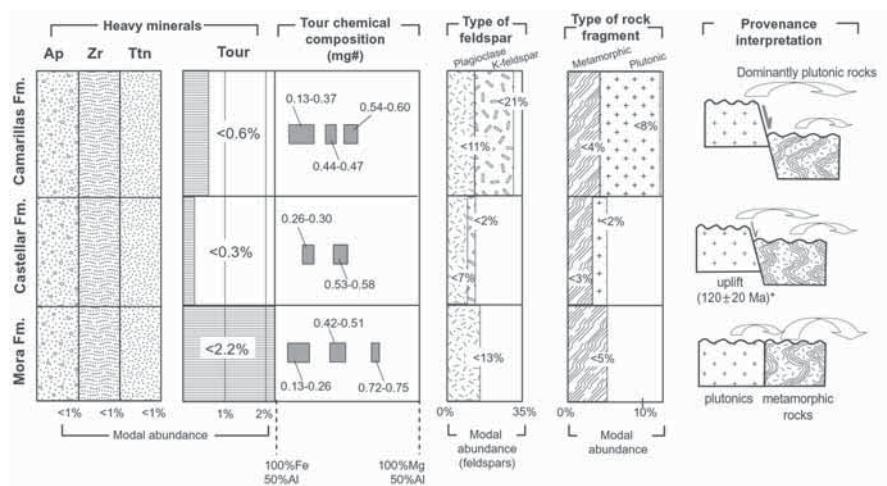 Heavy minerals
Ap Zr Ttn Tour
Tour chemical
composition
(mg#)
Type of
feldspar
Plagioclase
K-feldspar
Type of rock
fragment
Metamorphic
Plutonic
Provenance
interpretation
Camarillas Fm.
<0.6%
0.13-0.37
0.54-0.60
0.44-0.47
<21%
<11%
<8%
<4%
Dominantly plutonic rocks
Castellar Fm.
<0.3%
0.26-0.30
0.53-0.58
<2%
<7%
<2%
<3%
uplift
(120±20 Ma)*
Mora Fm.
<2.2%
0.42-0.51
0.13-0.26
0.72-0.75
<13%
<5%
plutonics metamorphic
rocks
<1% <1% <1% 1% 2%
0% 35%
0% 10%
Modal abundance
Modal
abundance
(feldspars)
Modal
abundance
100%Fe
50%Al
100%Mg
50%Al